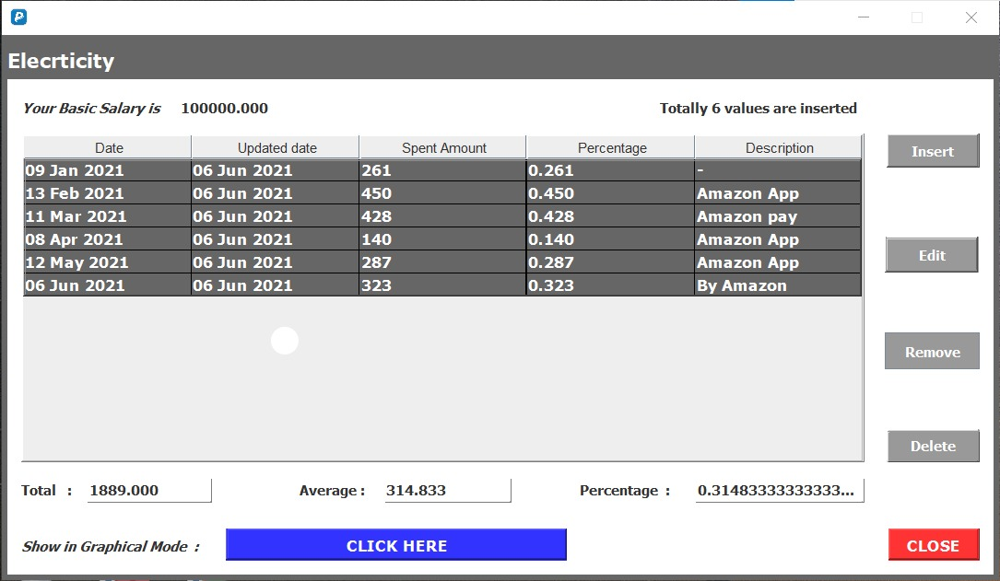 Elecrticity
Your Basic Salary is 100000.000 Totally 6 values are inserted
Date Updated date Spent Amount Percentage Description
09 Jan 2021 06 Jun 2021 261 0.261 -
13 Feb 2021 06 Jun 2021 450 0.450 Amazon App
11 Mar 2021 06 Jun 2021 428 0.428 Amazon pay
08 Apr 2021 06 Jun 2021 140 0.140 Amazon App
12 May 2021 06 Jun 2021 287 0.287 Amazon App
06 Jun 2021 06 Jun 2021 323 0.323 By Amazon
Insert
Edit
Remove
Delete
Total : 1889.000 Average : 314.833 Percentage : 0.31483333333333...
Show in Graphical Mode : CLICK HERE CLOSE